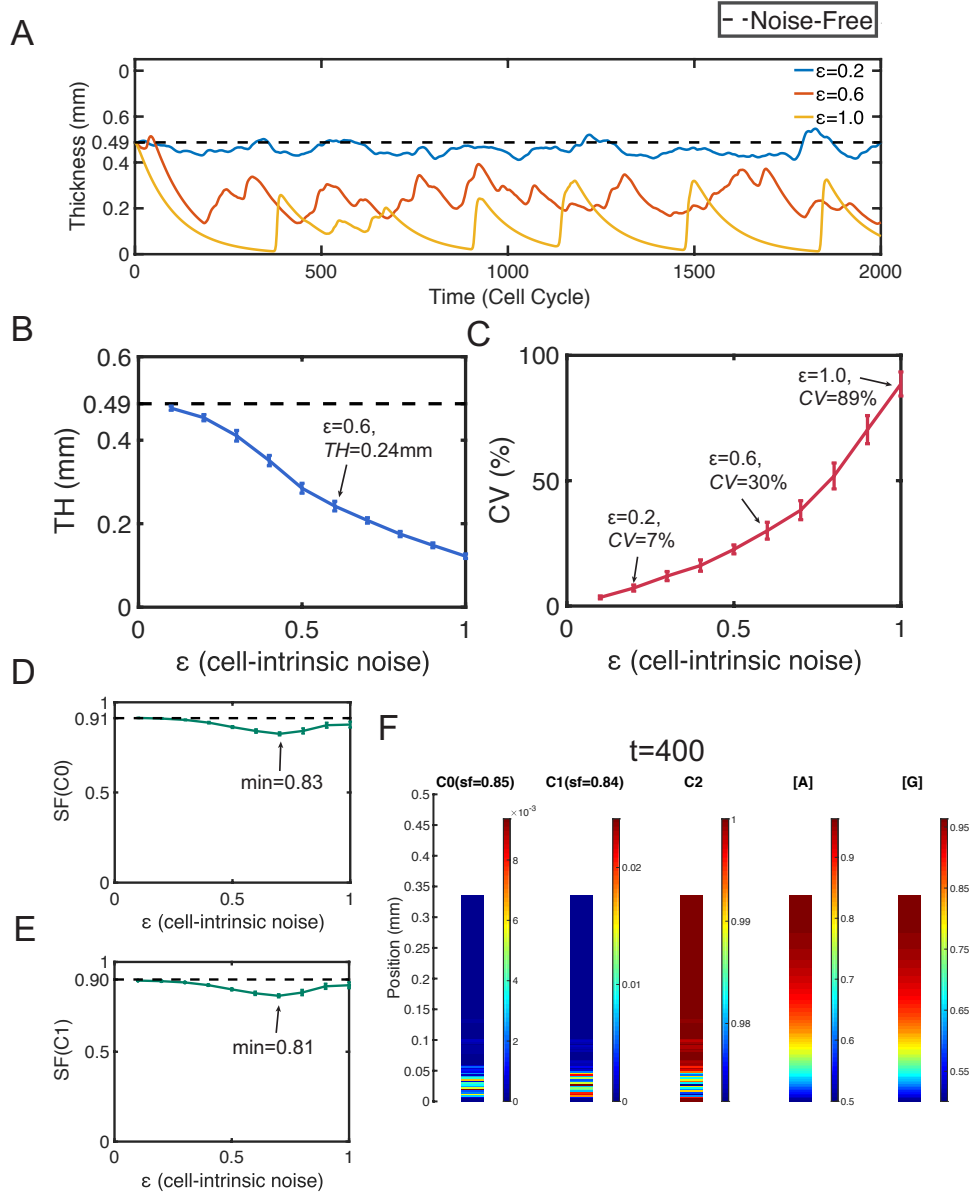 Noise-Free
A
Thickness (mm)
0
0.6
0.49
0.4
0.2
0
ε=0.2
ε=0.6
ε=1.0
0
500
1000
1500
2000
Time (Cell Cycle)
B
TH (mm)
0.6
0.49
0.4
0.2
0
ε=0.6,
TH=0.24mm
0
0.5
1
ε (cell-intrinsic noise)
C
CV (%)
100
50
0
ε=1.0,
CV=89%
ε=0.6,
CV=30%
ε=0.2,
CV=7%
0
0.5
1
ε (cell-intrinsic noise)
D
SF(C0)
1
0.91
0.5
0
min=0.83
0
0.5
1
ε (cell-intrinsic noise)
E
SF(C1)
1
0.90
0.5
0
min=0.81
0
0.5
1
ε (cell-intrinsic noise)
F
t=400
C0(sf=0.85)
C1(sf=0.84)
C2
[A]
[G]
Position (mm)
0.5
0.45
0.4
0.35
0.3
0.25
0.2
0.15
0.1
0.05
0
×10⁻³
8
6
4
2
0
0.02
0.01
0
1
0.99
0.98
0.9
0.8
0.7
0.6
0.5
0.95
0.85
0.75
0.65
0.55